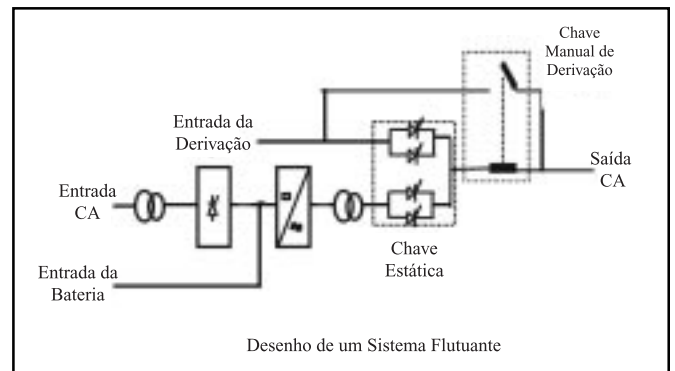 Chave
Manual de
Derivação
Entrada da
Derivação
Saída
CA
Entrada
CA
Chave
Estática
Entrada da
Bateria
Desenho de um Sistema Flutuante